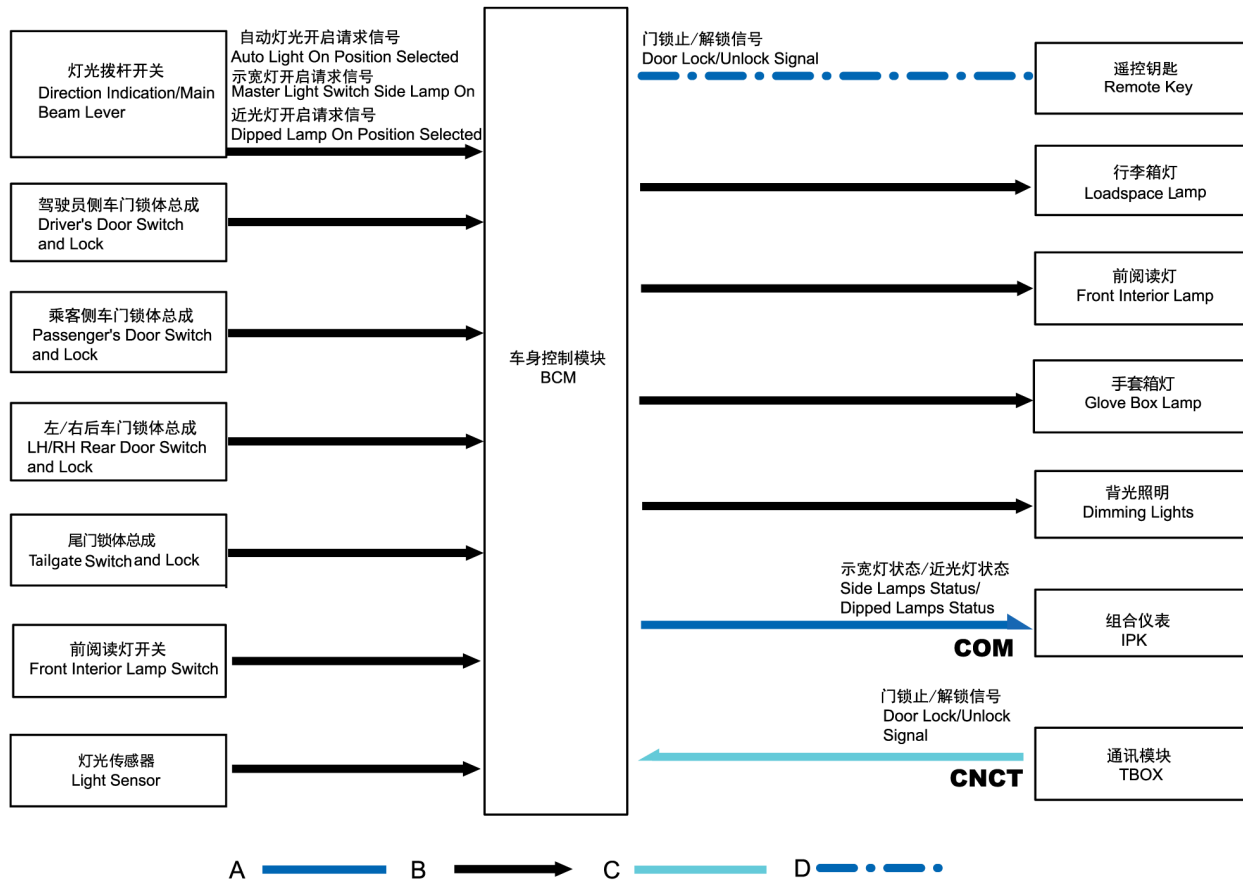 灯光拨杆开关
Direction Indication/Main
Beam Lever
自动灯光开启请求信号
Auto Light On Position Selected
示宽灯开启请求信号
Master Light Switch Side Lamp On
近光灯开启请求信号
Dipped Lamp On Position Selected
驾驶员侧车门锁体总成
Driver's Door Switch
and Lock
乘客侧车门锁体总成
Passenger's Door Switch
and Lock
左/右后车门锁体总成
LH/RH Rear Door Switch
and Lock
尾门锁体总成
Tailgate Switch and Lock
前阅读灯开关
Front Interior Lamp Switch
灯光传感器
Light Sensor
车身控制模块
BCM
门锁止/解锁信号
Door Lock/Unlock Signal
遥控钥匙
Remote Key
行李箱灯
Loadspace Lamp
前阅读灯
Front Interior Lamp
手套箱灯
Glove Box Lamp
背光照明
Dimming Lights
示宽灯状态/近光灯状态
Side Lamps Status/
Dipped Lamps Status
COM
组合仪表
IPK
门锁止/解锁信号
Door Lock/Unlock
Signal
CNCT
通讯模块
TBOX
A B C D